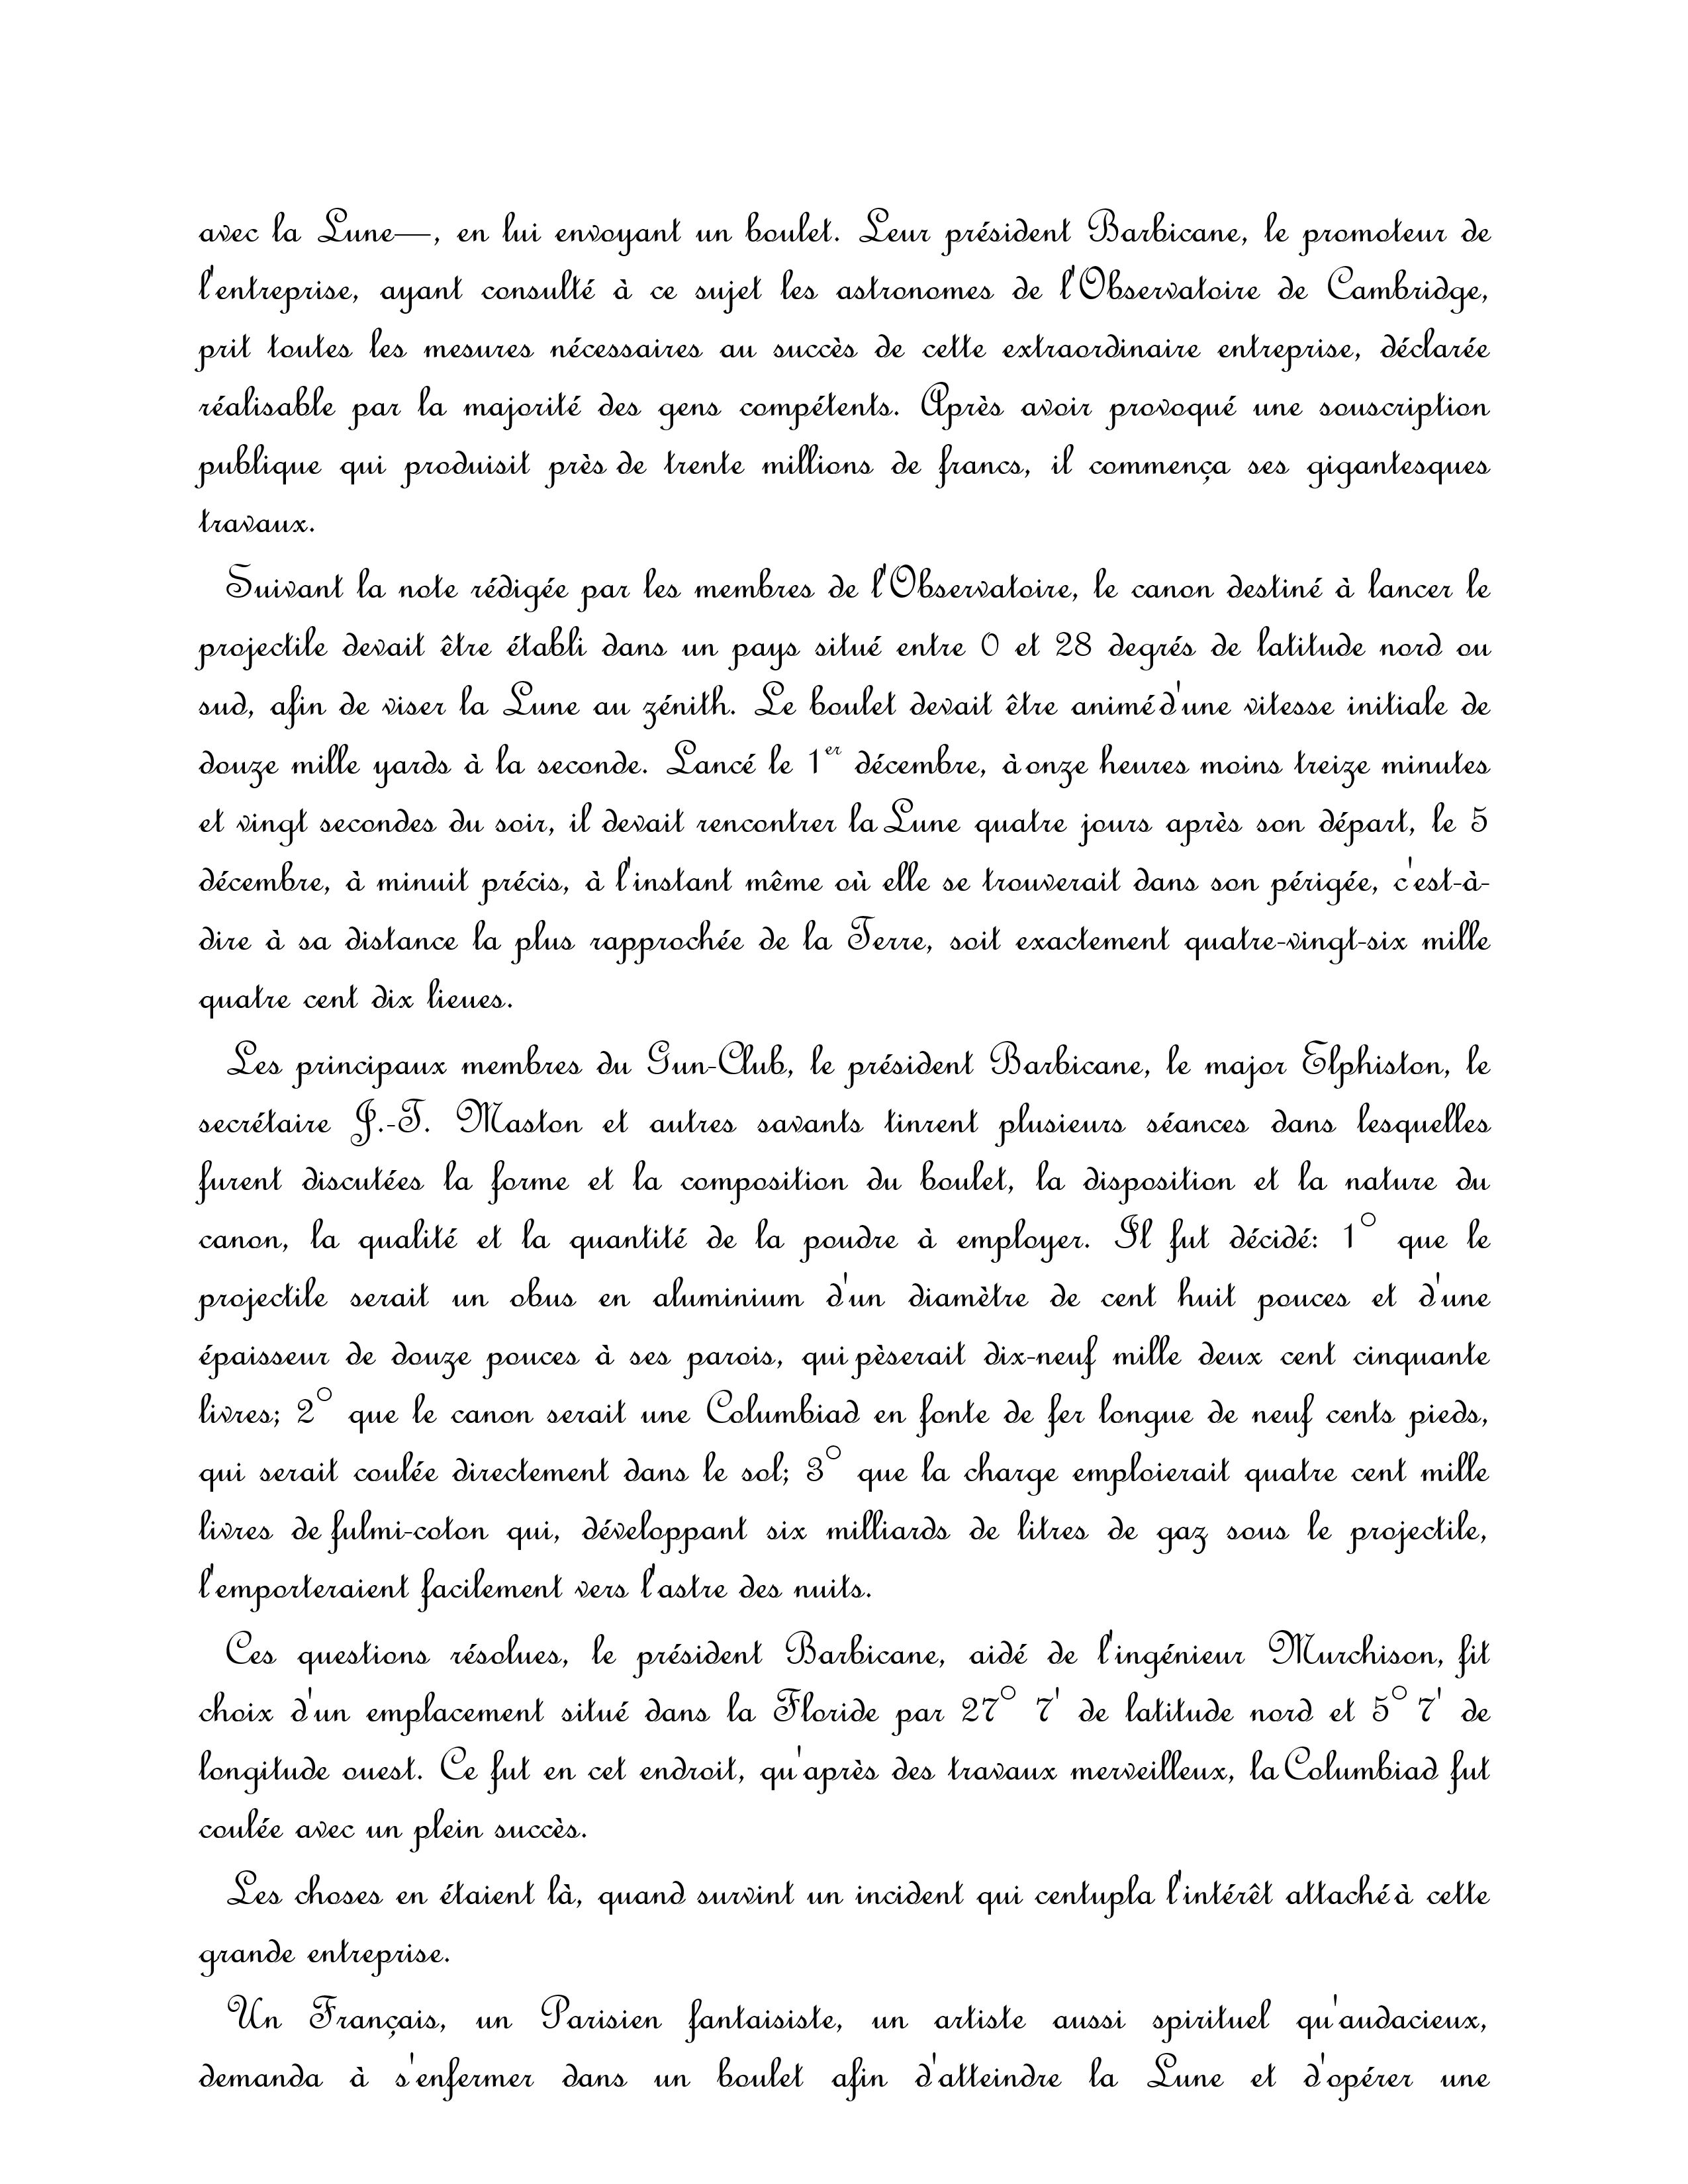 avec la Lune—, en lui envoyant un boulet. Leur président Barbicane, le promoteur de
l'entreprise, ayant consulté à ce sujet les astronomes de l'Observatoire de Cambridge,
prit toutes les mesures nécessaires au succès de cette extraordinaire entreprise, déclarée
réalisable par la majorité des gens compétents. Après avoir provoqué une souscription
publique qui produisit près de trente millions de francs, il commença ses gigantesques
travaux.
Suivant la note rédigée par les membres de l'Observatoire, le canon destiné à lancer le
projectile devait être établi dans un pays situé entre 0 et 28 degrés de latitude nord ou
sud, afin de viser la Lune au zénith. Le boulet devait être animé d'une vitesse initiale de
douze mille yards à la seconde. Lancé le 1er décembre, à onze heures moins treize minutes
et vingt secondes du soir, il devait rencontrer la Lune quatre jours après son départ, le 5
décembre, à minuit précis, à l'instant même où elle se trouverait dans son périgée, c'est-à-
dire à sa distance la plus rapprochée de la Terre, soit exactement quatre-vingt-six mille
quatre cent dix lieues.
Les principaux membres du Gun-Club, le président Barbicane, le major Elphiston, le
secrétaire J.-T. Maston et autres savants tinrent plusieurs séances dans lesquelles
furent discutées la forme et la composition du boulet, la disposition et la nature du
canon, la qualité et la quantité de la poudre à employer. Il fut décidé: 1° que le
projectile serait un obus en aluminium d'un diamètre de cent huit pouces et d'une
épaisseur de douze pouces à ses parois, qui pèserait dix-neuf mille deux cent cinquante
livres; 2° que le canon serait une Columbiad en fonte de fer longue de neuf cents pieds,
qui serait coulée directement dans le sol; 3° que la charge emploierait quatre cent mille
livres de fulmi-coton qui, développant six milliards de litres de gaz sous le projectile,
l'emporteraient facilement vers l'astre des nuits.
Ces questions résolues, le président Barbicane, aidé de l'ingénieur Murchison, fit
choix d'un emplacement situé dans la Floride par 27° 7' de latitude nord et 5° 7' de
longitude ouest. Ce fut en cet endroit, qu'après des travaux merveilleux, la Columbiad fut
coulée avec un plein succès.
Les choses en étaient là, quand survint un incident qui centupla l'intérêt attaché à cette
grande entreprise.
Un Français, un Parisien fantaisiste, un artiste aussi spirituel qu'audacieux,
demanda à s'enfermer dans un boulet afin d'atteindre la Lune et d'opérer une